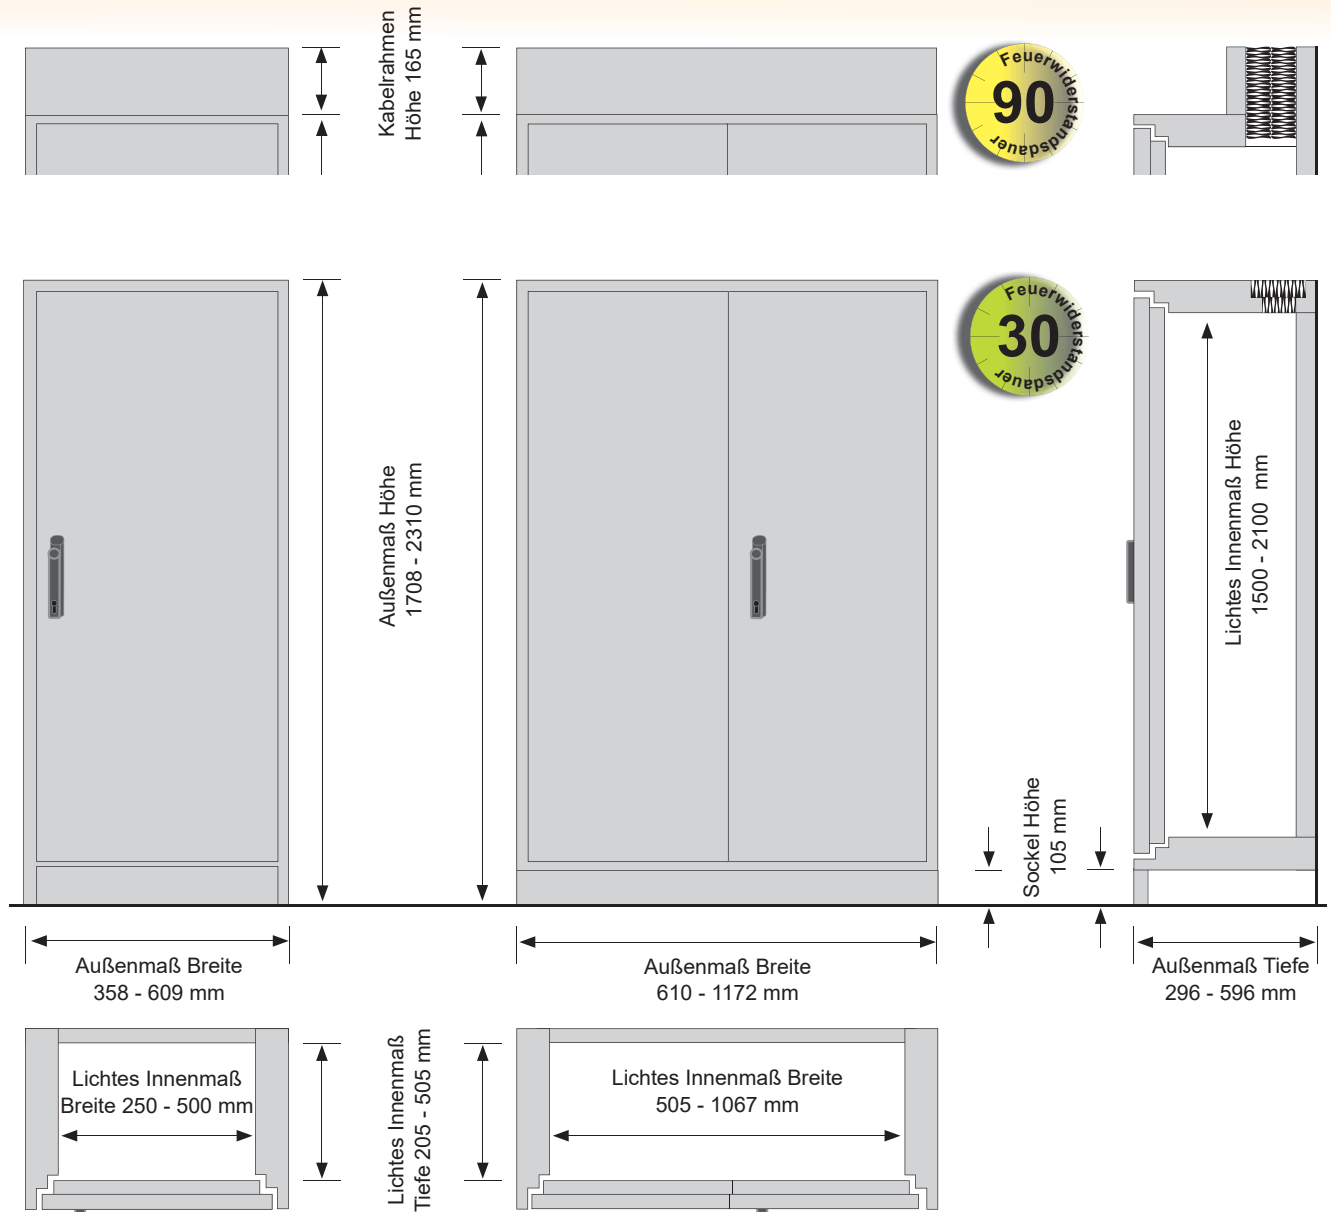 Kabelrahmen
Höhe 165 mm
Feuerwiderstandsdauer
90
Feuerwiderstandsdauer
30
Außenmaß Höhe
1708 - 2310 mm
Lichtes Innenmaß Höhe
1500 - 2100 mm
Sockel Höhe
105 mm
Außenmaß Breite
358 - 609 mm
Außenmaß Breite
610 - 1172 mm
Außenmaß Tiefe
296 - 596 mm
Lichtes Innenmaß
Breite 250 - 500 mm
Lichtes Innenmaß
Tiefe 205 - 505 mm
Lichtes Innenmaß Breite
505 - 1067 mm